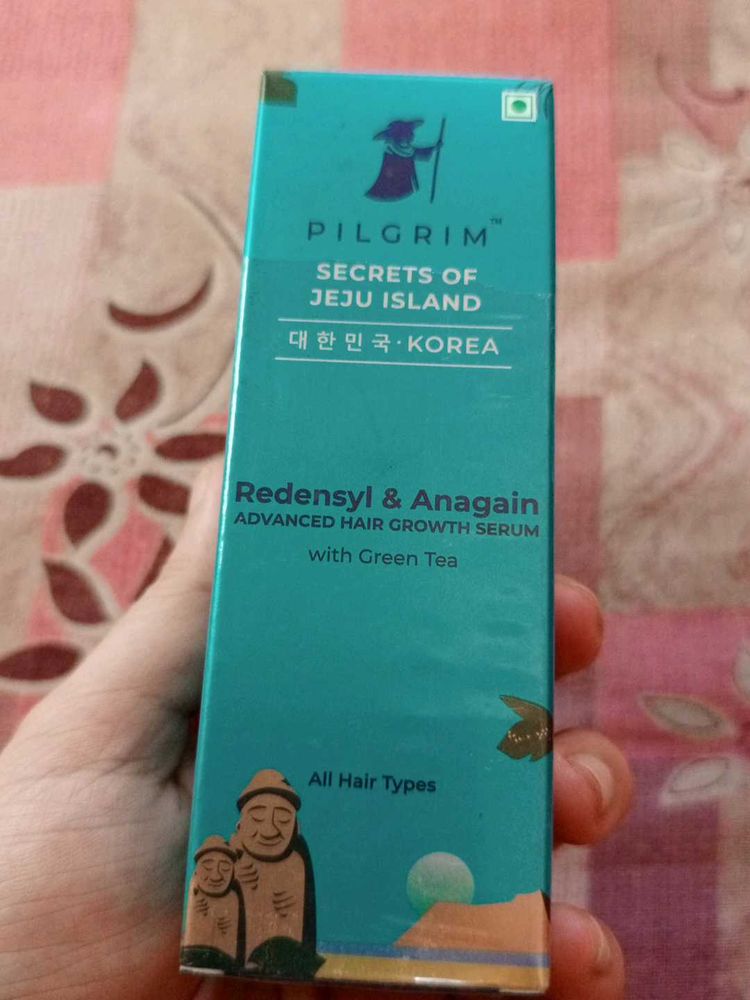 PILGRIM™
SECRETS OF
JEJU ISLAND
대한민국·KOREA
Redensyl & Anagain
ADVANCED HAIR GROWTH SERUM
with Green Tea
All Hair Types